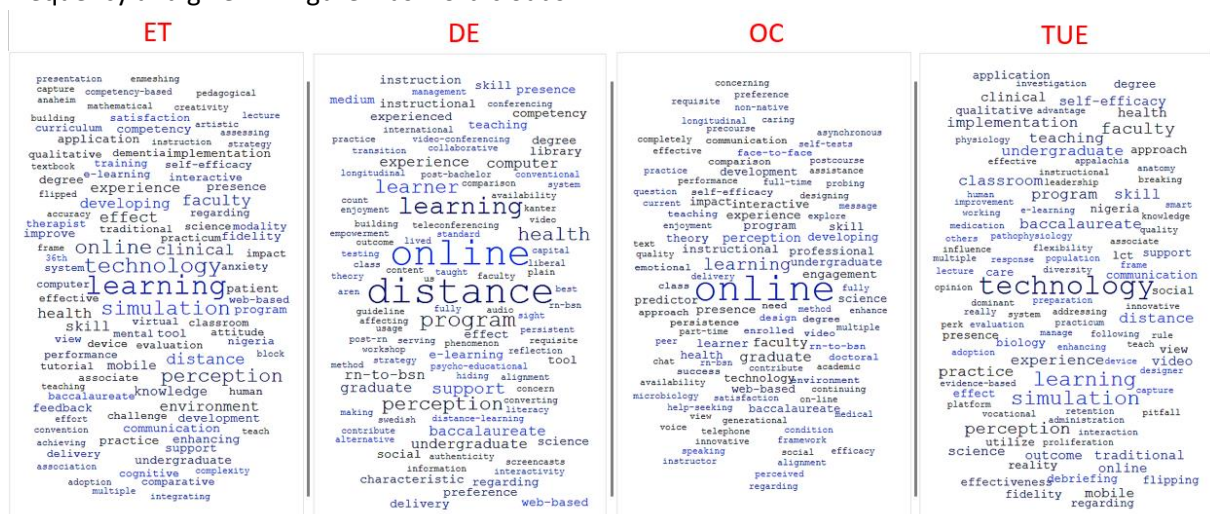 ET
presentation enmeshing
capture competency-based pedagogical
anaheim mathematical creativity
building satisfaction artistic lecture
curriculum competency assessing
application instruction strategy
qualitative dementia implementation
textbook training self-efficacy
degree e-learning interactive
flipped experience presence
developing faculty
accuracy effect regarding
therapist traditional science modality
improve practicum fidelity
frame online clinical impact
36th
system technology anxiety
computer learning patient
effective web-based
health simulation program
skill virtual classroom
mental tool attitude
view device evaluation nigeria
performance distance block
tutorial mobile
associate perception
teaching knowledge human
baccalaureate
feedback environment
effort challenge development
convention communication teach
achieving practice enhancing
delivery support
association undergraduate
cognitive complexity
adoption comparative
multiple integrating
DE
instruction skill presence
management
medium instructional conferencing
experienced competency
international teaching
practice video-conferencing degree
transition collaborative library
experience computer
longitudinal post-bachelor conventional
learner comparison system
availability
count learning kanter
enjoyment video
building teleconferencing health
empowerment standard
outcome lived
testing online capital
class liberal
theory content taught faculty plain
us
aren distance best
rn-bsn
guideline fully audio
affecting program sight
usage effect persistent
post-rn serving phenomenon requisite
method workshop e-learning reflection
strategy psycho-educational tool
rn-to-bsn hiding alignment
graduate support concern
converting
making perception literacy
swedish distance-learning
contribute baccalaureate
alternative undergraduate science
social authenticity screencasts
information interactivity
characteristic regarding
preference
delivery web-based
OC
concerning
preference
requisite non-native
longitudinal caring
precourse asynchronous
completely communication self-tests
effective face-to-face
comparison postcourse
practice development assistance
performance full-time probing
question self-efficacy designing
current impact interactive message
teaching experience explore
enjoyment program skill
text theory perception developing
quality instructional professional
emotional learning undergraduate
delivery engagement
class online fully
predictor science
approach presence need method enhance
persistence design degree
part-time enrolled video multiple
peer learner faculty rn-to-bsn
health graduate doctoral
chat rn-bsn contribute academic
success technology environment
availability web-based continuing
microbiology satisfaction on-line
help-seeking baccalaureate medical
view generational
voice telephone condition
innovative framework
speaking social efficacy
instructor alignment
perceived
regarding
TUE
application
investigation degree
clinical self-efficacy
qualitative advantage health
implementation faculty
physiology teaching
undergraduate approach
effective appalachia
instructional anatomy
classroom leadership breaking
human program skill
improvement e-learning nigeria smart
working knowledge
medication baccalaureate quality
others pathophysiology associate
influence flexibility lct support
multiple response population frame
lecture care diversity communication
opinion technology social
dominant preparation innovative
really system addressing distance
perk evaluation practicum
presence manage following rule
biology enhancing teach view
adoption experience device video
practice designer
evidence-based learning capture
effect simulation
platform retention pitfall
vocational administration
perception interaction
utilize proliferation
science outcome traditional
reality online
effectiveness debriefing flipping
fidelity mobile
regarding